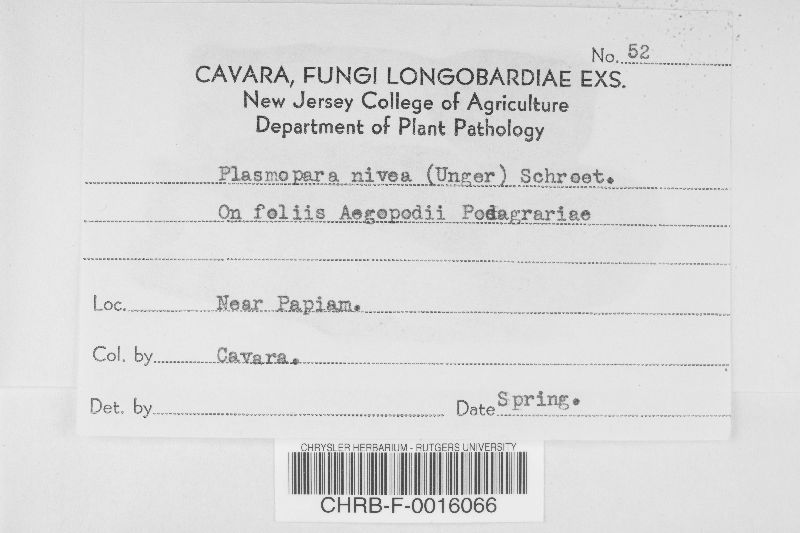 No. 52
CAVARA, FUNGI LONGOBARDIAE EXS.
New Jersey College of Agriculture
Department of Plant Pathology
Plasmopara nivea (Unger) Schroet.
On foliis Aegopodii Podagrariae
Loc. Near Papiam.
Col. by Cavara.
Det. by
Date Spring.
CHRYSLER HERBARIUM - RUTGERS UNIVERSITY
CHRB-F-0016066